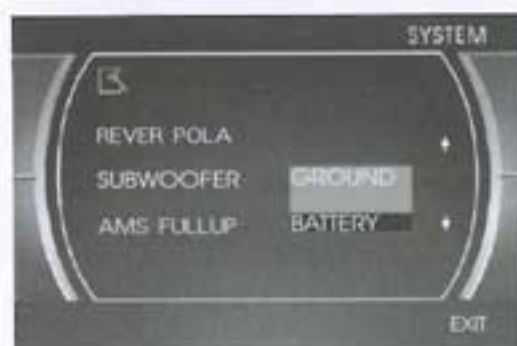 SYSTEM
REVER POLA
SUBWOOFER GROUND
AMS FULLUP BATTERY
EXIT